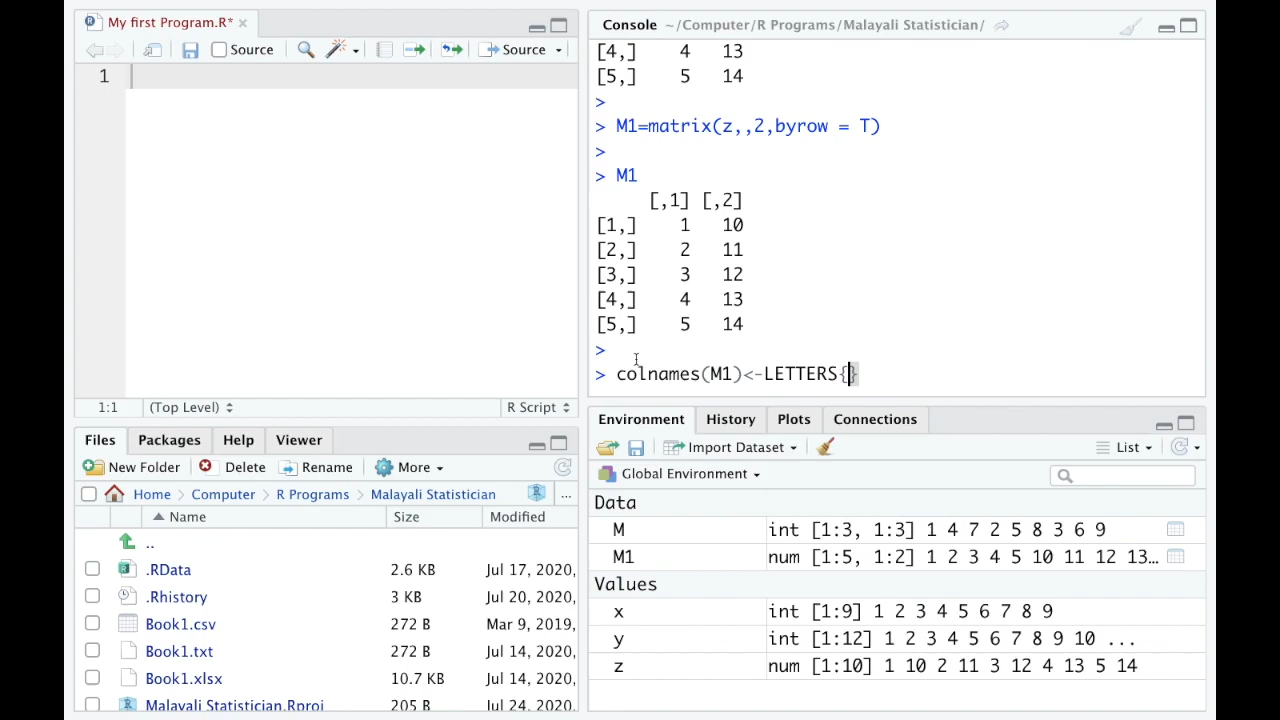 My first Program.R*
Source
Source
1
1:1 (Top Level) R Script
Files Packages Help Viewer
New Folder Delete Rename More
Home Computer R Programs Malayali Statistician ...
Name Size Modified
..
.RData 2.6 KB Jul 17, 2020,
.Rhistory 3 KB Jul 20, 2020,
Book1.csv 272 B Mar 9, 2019,
Book1.txt 272 B Jul 14, 2020,
Book1.xlsx 10.7 KB Jul 14, 2020,
Malayali Statistician.Rproj 205 B Jul 24, 2020,
Console ~/Computer/R Programs/Malayali Statistician/
[4,] 4 13
[5,] 5 14
>
> M1=matrix(z,,2,byrow = T)
>
> M1
[,1] [,2]
[1,] 1 10
[2,] 2 11
[3,] 3 12
[4,] 4 13
[5,] 5 14
>
> colnames(M1)<-LETTERS{}
Environment History Plots Connections
Import Dataset List
Global Environment
Data
M int [1:3, 1:3] 1 4 7 2 5 8 3 6 9
M1 num [1:5, 1:2] 1 2 3 4 5 10 11 12 13…
Values
x int [1:9] 1 2 3 4 5 6 7 8 9
y int [1:12] 1 2 3 4 5 6 7 8 9 10 ...
z num [1:10] 1 10 2 11 3 12 4 13 5 14